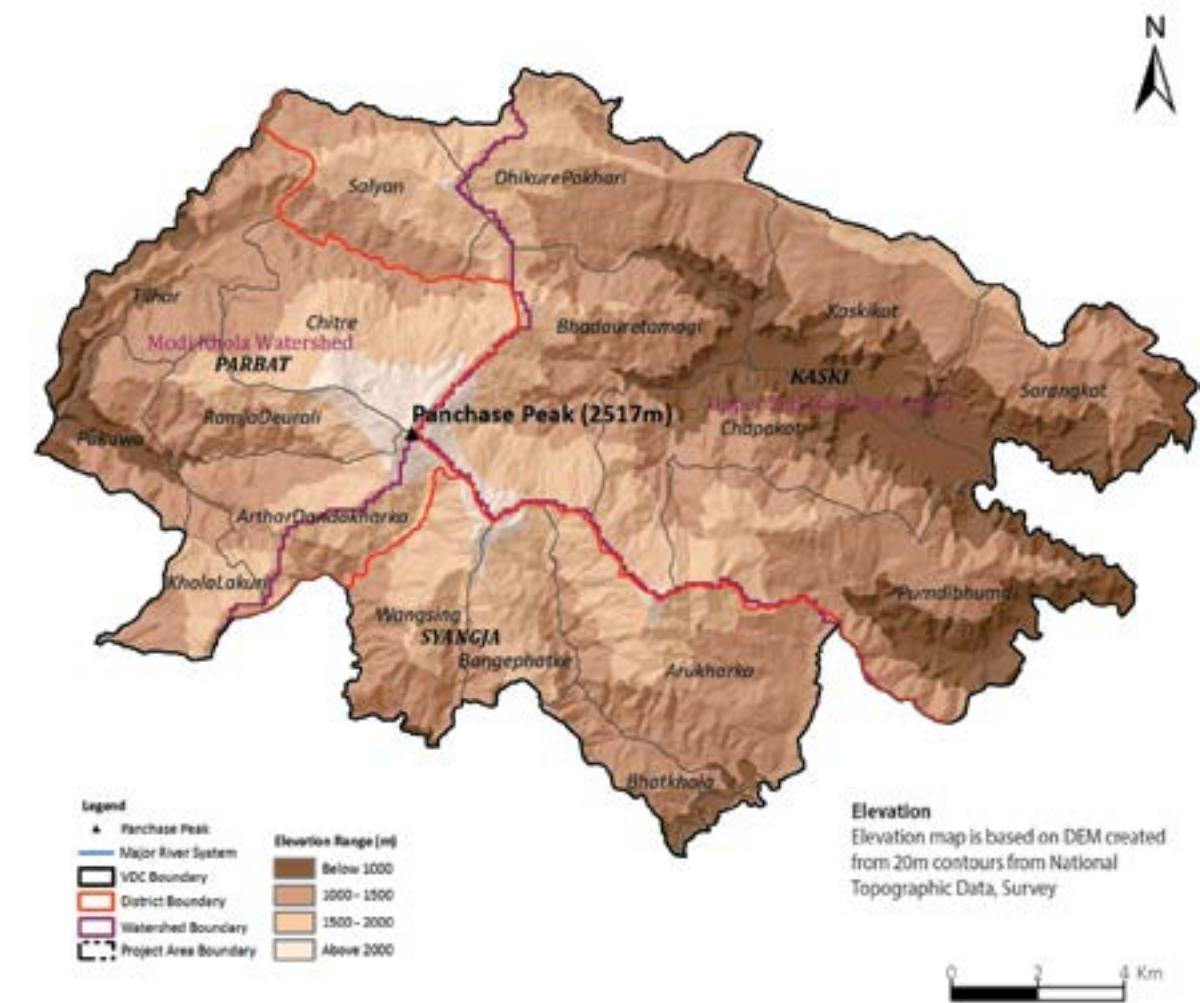 N
Salyan
DhikurePokhari
Tilhar
Chitre
Kaskikot
Bhadauretamagi
Modi Khola Watershed
PARBAT
KASKI
Sarangkot
RamjaDeurali
Panchase Peak (2517m)
Chapakot
Pakuwa
ArtharDandakharka
KholaLakuri
Pumdibhumdi
Wangsing
SYANGJA
Bangephatke
Arukharka
Bhatkhola
Legend
Panchase Peak
Major River System
VDC Boundary
District Boundary
Watershed Boundary
Project Area Boundary
Elevation Range (m)
Below 1000
1000 - 1500
1500 - 2000
Above 2000
Elevation
Elevation map is based on DEM created
from 20m contours from National
Topographic Data, Survey
0 2 4 Km